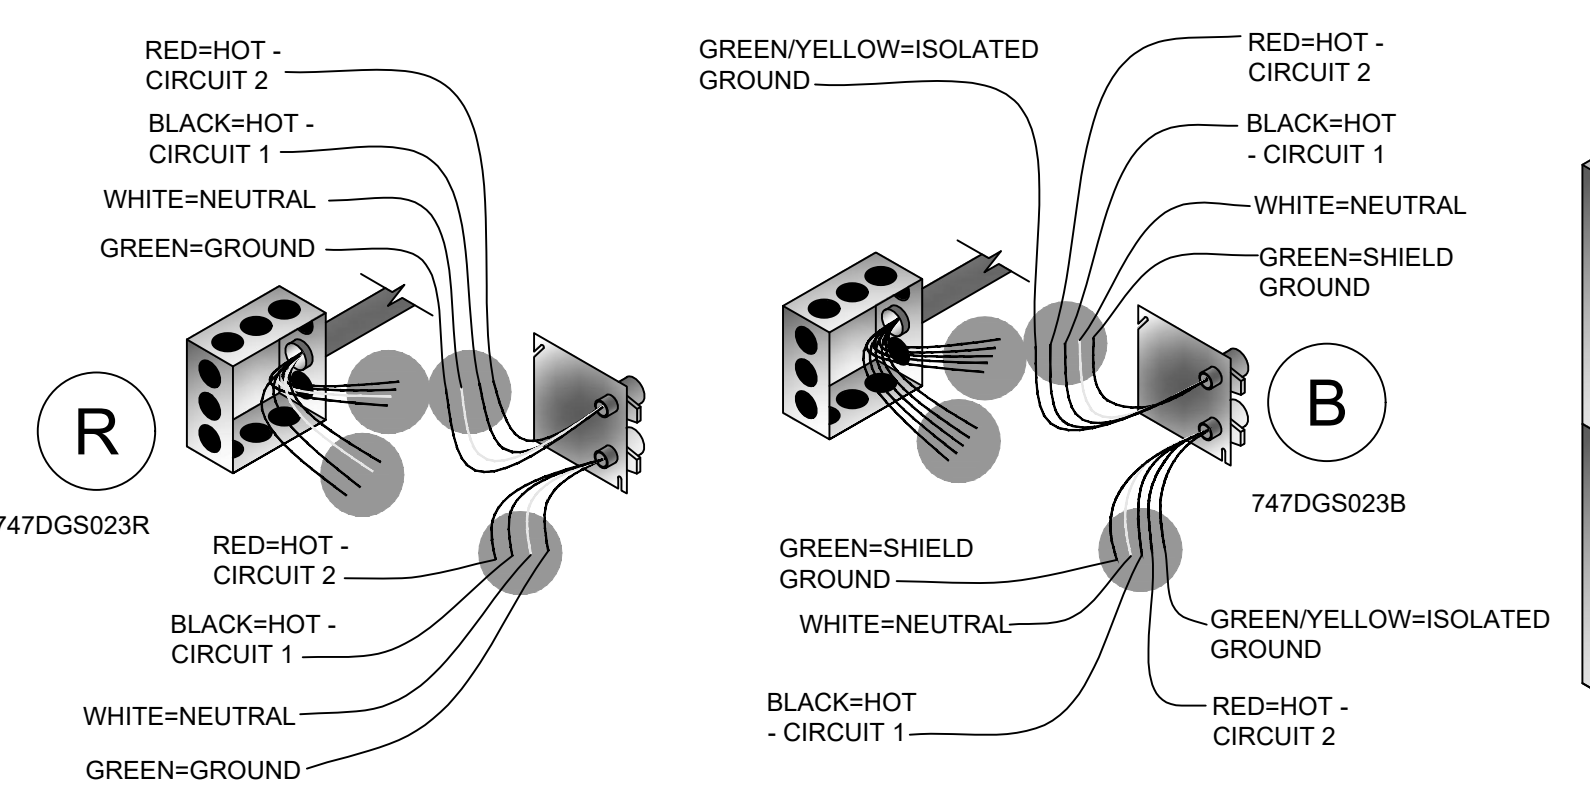 RED=HOT -
CIRCUIT 2
BLACK=HOT -
CIRCUIT 1
WHITE=NEUTRAL
GREEN=GROUND
R
747DGS023R
RED=HOT -
CIRCUIT 2
BLACK=HOT -
CIRCUIT 1
WHITE=NEUTRAL
GREEN=GROUND
GREEN/YELLOW=ISOLATED
GROUND
RED=HOT -
CIRCUIT 2
BLACK=HOT
- CIRCUIT 1
WHITE=NEUTRAL
GREEN=SHIELD
GROUND
B
747DGS023B
GREEN=SHIELD
GROUND
WHITE=NEUTRAL
BLACK=HOT
- CIRCUIT 1
GREEN/YELLOW=ISOLATED
GROUND
RED=HOT -
CIRCUIT 2